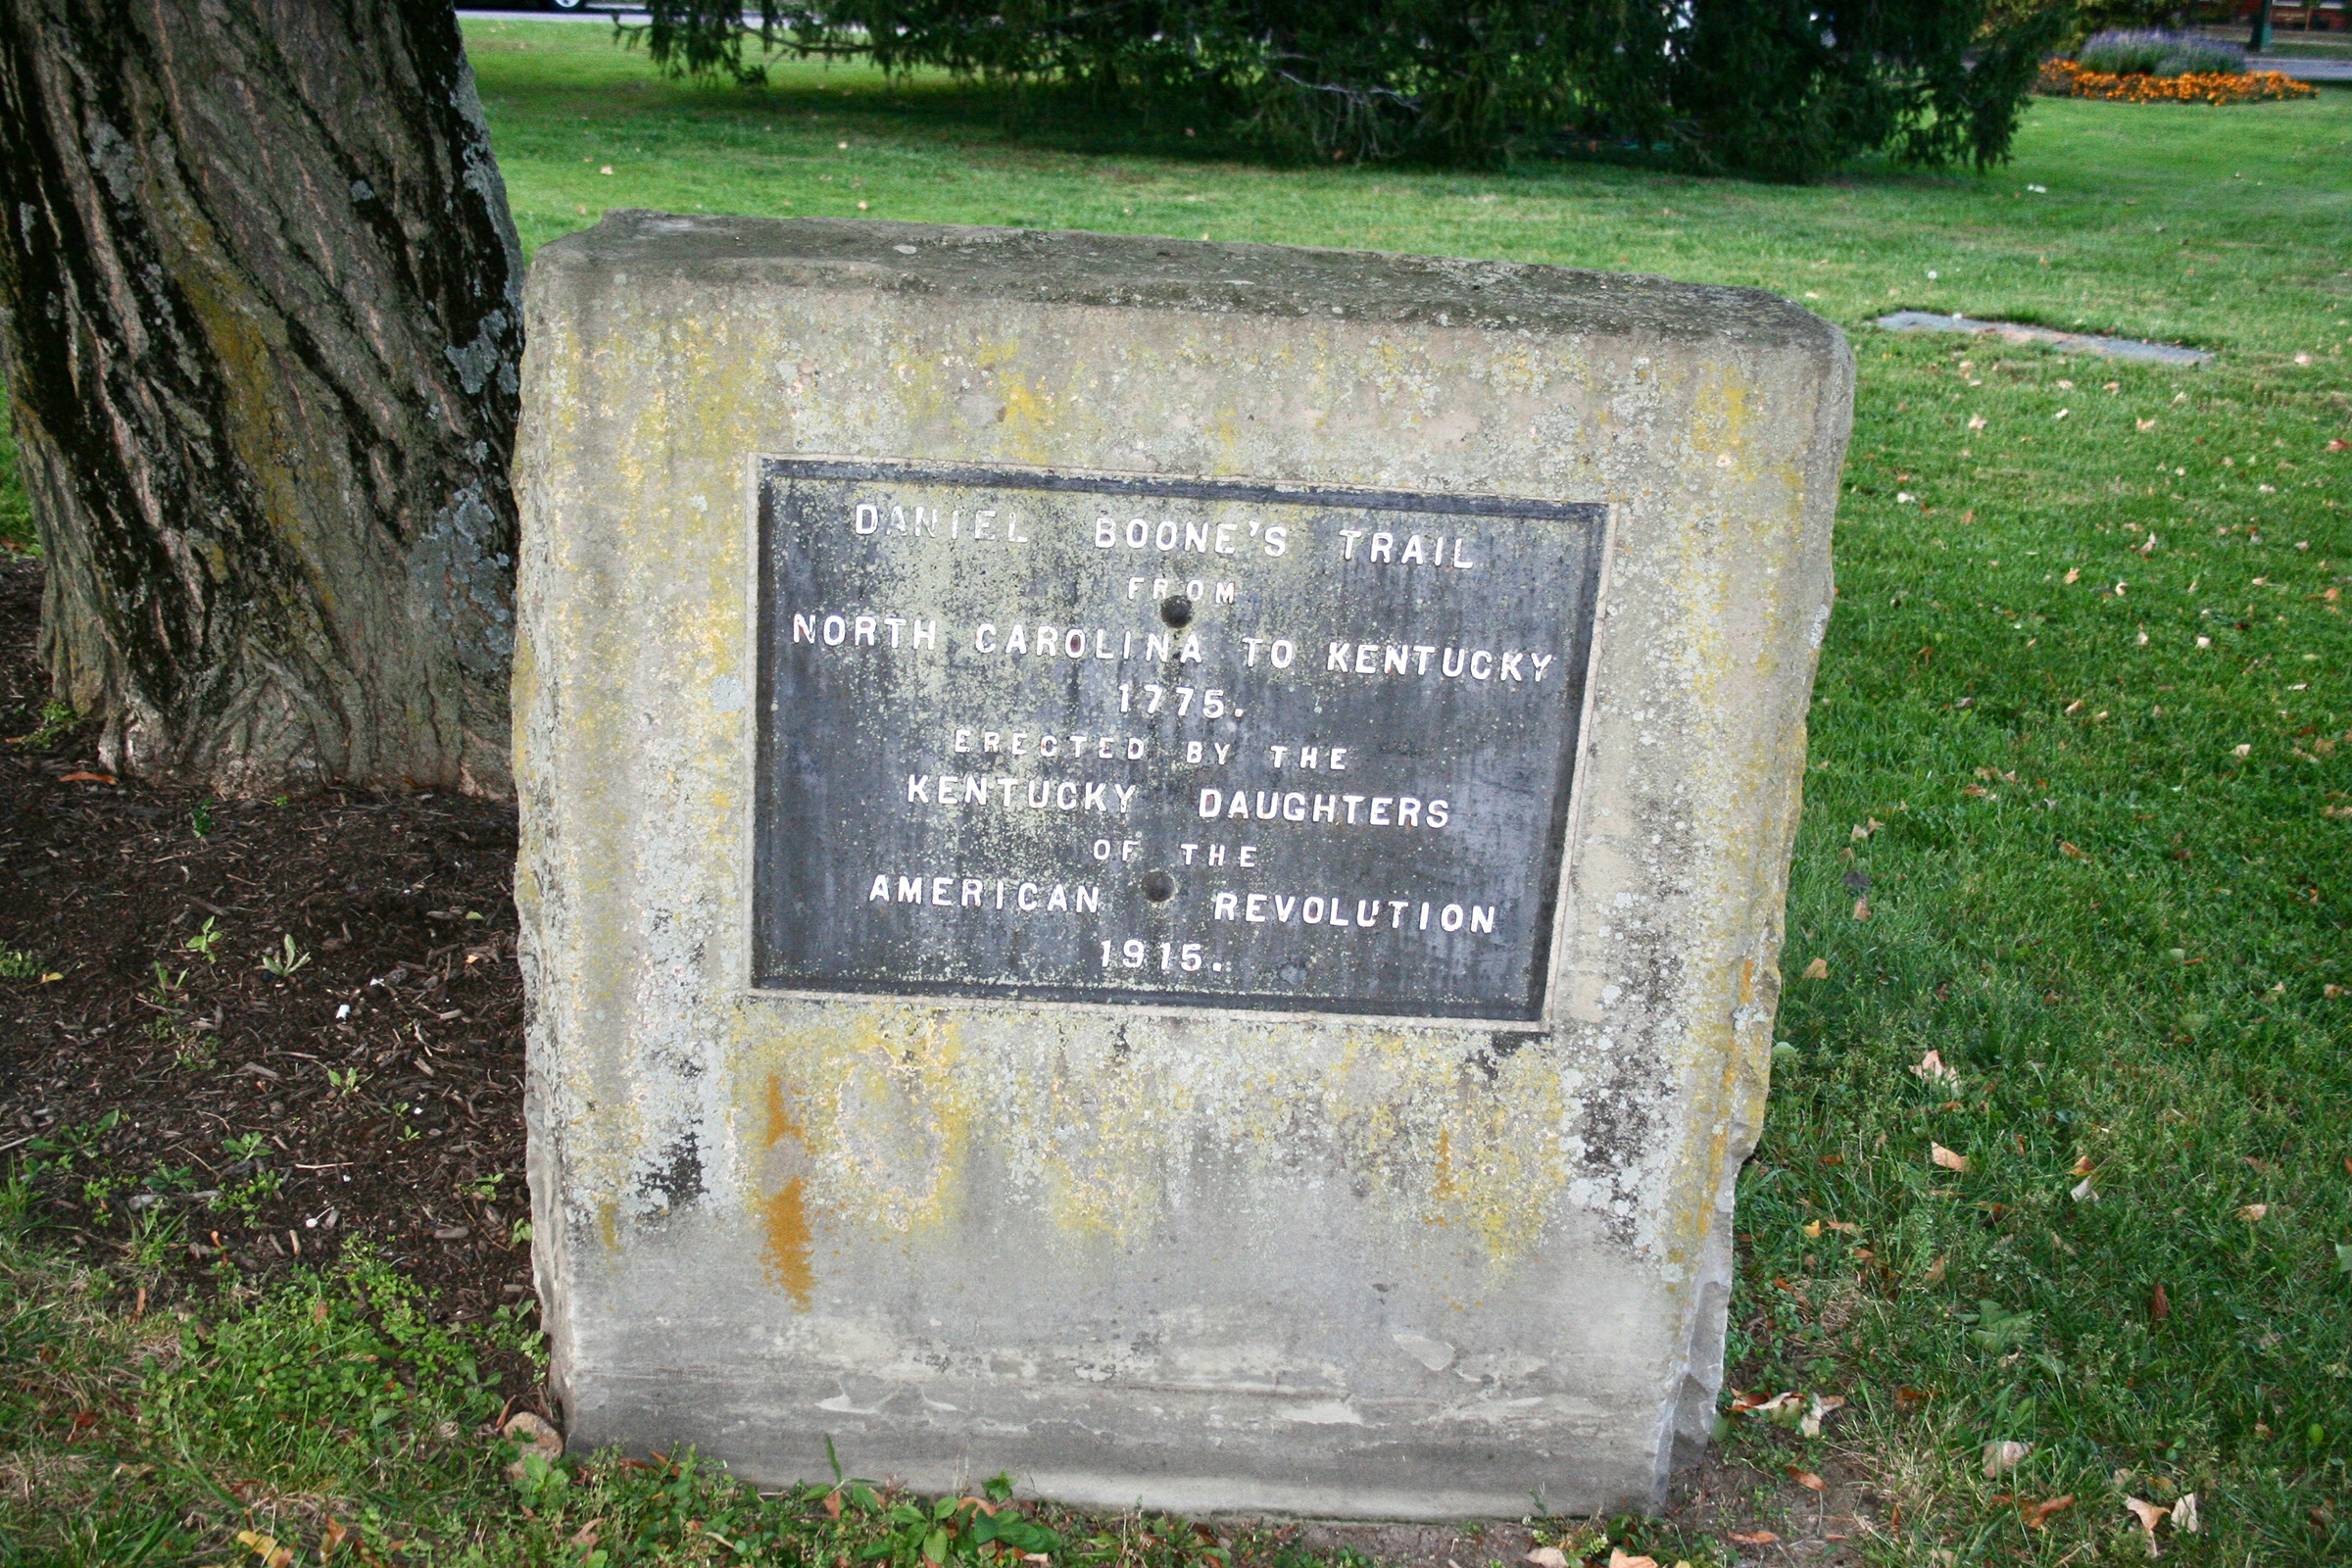 DANIEL BOONE'S TRAIL
FROM
NORTH CAROLINA TO KENTUCKY
1775.
ERECTED BY THE
KENTUCKY DAUGHTERS
OF THE
AMERICAN REVOLUTION
1915.